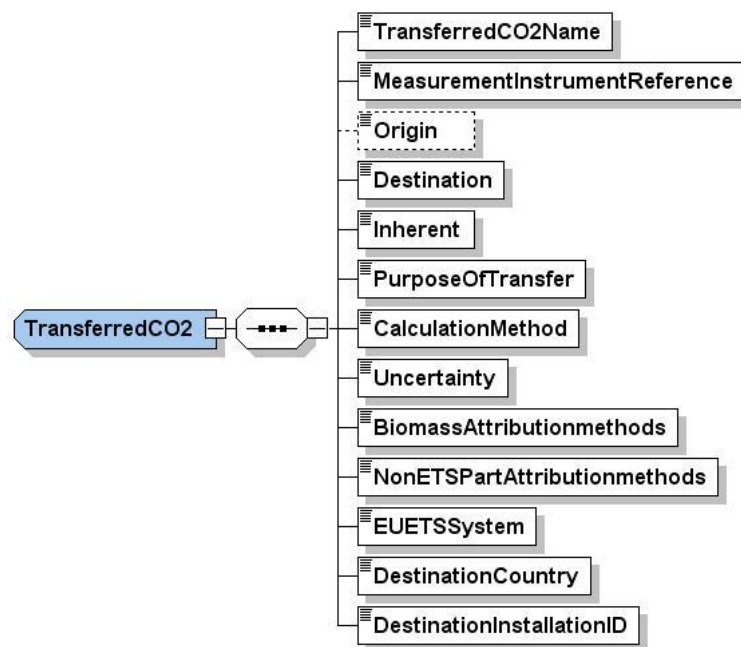 TransferredCO2Name
MeasurementInstrumentReference
Origin
Destination
Inherent
PurposeOfTransfer
TransferredCO2
CalculationMethod
Uncertainty
BiomassAttributionmethods
NonETSPartAttributionmethods
EUETSSystem
DestinationCountry
DestinationInstallationID